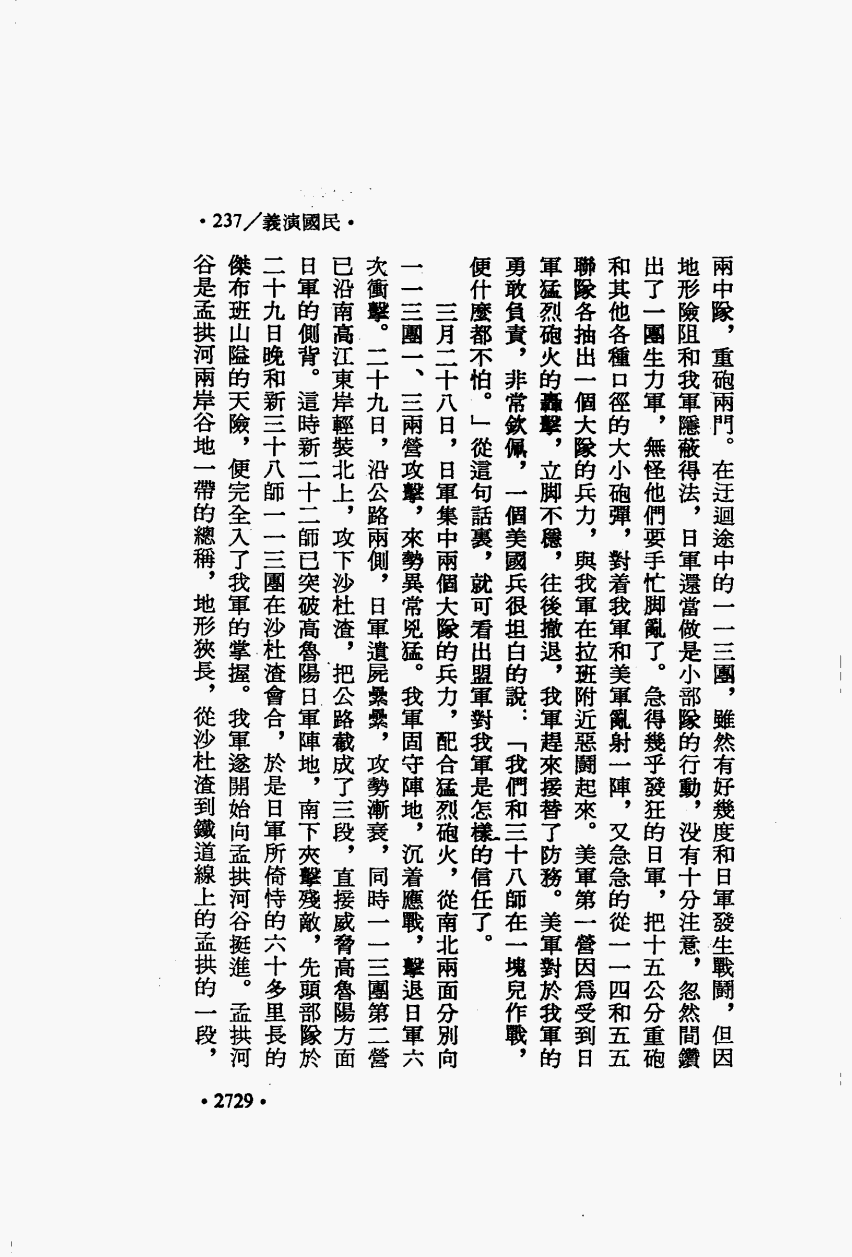 •237/義演國民•
兩中隊，重砲兩門。在迂迴途中的一一三團，雖然有好幾度和日軍發生戰鬪，但因
地形險阻和我軍隱蔽得法，日軍還當做是小部隊的行動，沒有十分注意，忽然間鑽
出了一團生力軍，無怪他們要手忙脚亂了。急得幾乎發狂的日軍，把十五公分重砲
和其他各種口徑的大小砲彈，對着我軍和美軍亂射一陣，又急急的從一一四和五五
聯隊各抽出一個大隊的兵力，與我軍在拉班附近惡鬪起來。美軍第一營因爲受到日
軍猛烈砲火的轟擊，立脚不穩，往後撤退，我軍趕來接替了防務。美軍對於我軍的
勇敢負責，非常欽佩，一個美國兵很坦白的說：「我們和三十八師在一塊兒作戰，
便什麼都不怕。」從這句話裏，就可看出盟軍對我軍是怎樣的信任了。
三月二十八日，日軍集中兩個大隊的兵力，配合猛烈砲火，從南北兩面分別向
一一三團一、三兩營攻擊，來勢異常兇猛。我軍固守陣地，沉着應戰，擊退日軍六
次衝擊。二十九日，沿公路兩側，日軍遺屍纍纍，攻勢漸衰，同時一一三團第二營
已沿南高江東岸輕裝北上，攻下沙杜渣，把公路截成了三段，直接威脅高魯陽方面
日軍的側背。這時新二十二師已突破高魯陽日軍陣地，南下夾擊殘敵，先頭部隊於
二十九日晚和新三十八師一一三團在沙杜渣會合，於是日軍所倚恃的六十多里長的
傑布班山隘的天險，便完全入了我軍的掌握。我軍遂開始向孟拱河谷挺進。孟拱河
谷是孟拱河兩岸谷地一帶的總稱，地形狹長，從沙杜渣到鐵道線上的孟拱的一段，
•2729•